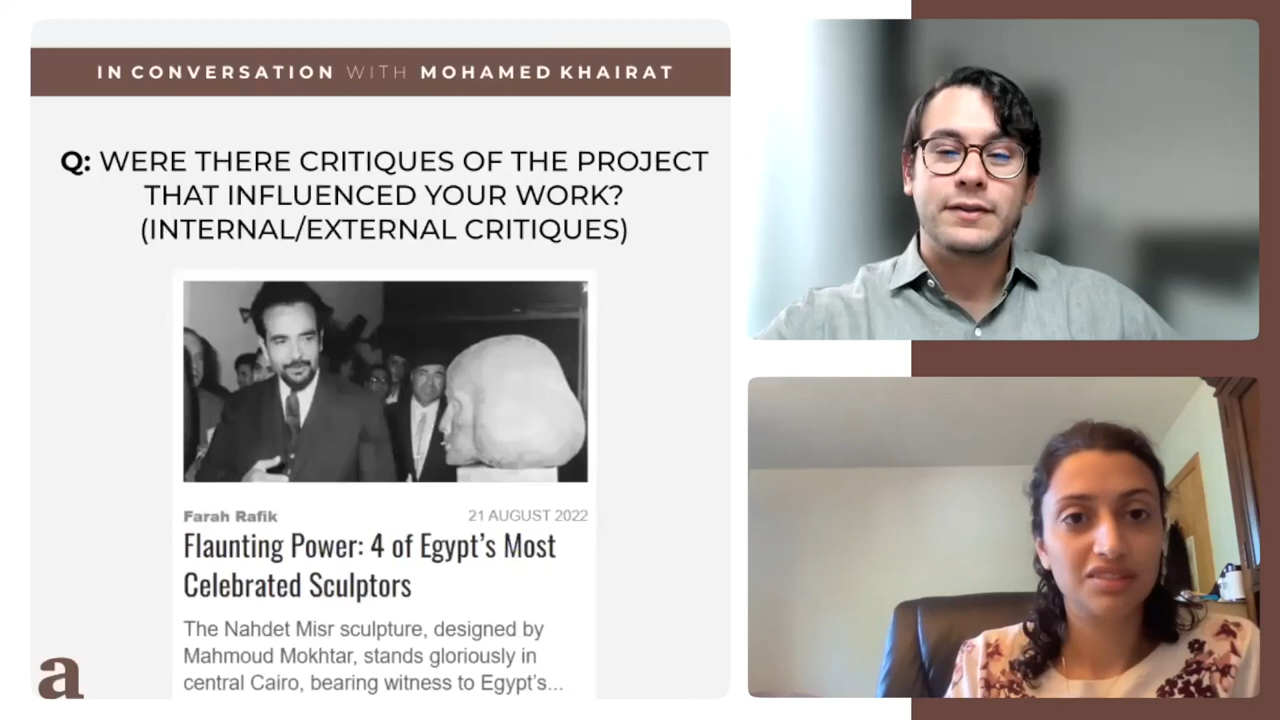 IN CONVERSATION WITH MOHAMED KHAIRAT
Q: WERE THERE CRITIQUES OF THE PROJECT
THAT INFLUENCED YOUR WORK?
(INTERNAL/EXTERNAL CRITIQUES)
Farah Rafik
21 AUGUST 2022
Flaunting Power: 4 of Egypt’s Most
Celebrated Sculptors
The Nahdet Misr sculpture, designed by
Mahmoud Mokhtar, stands gloriously in
central Cairo, bearing witness to Egypt’s...
a